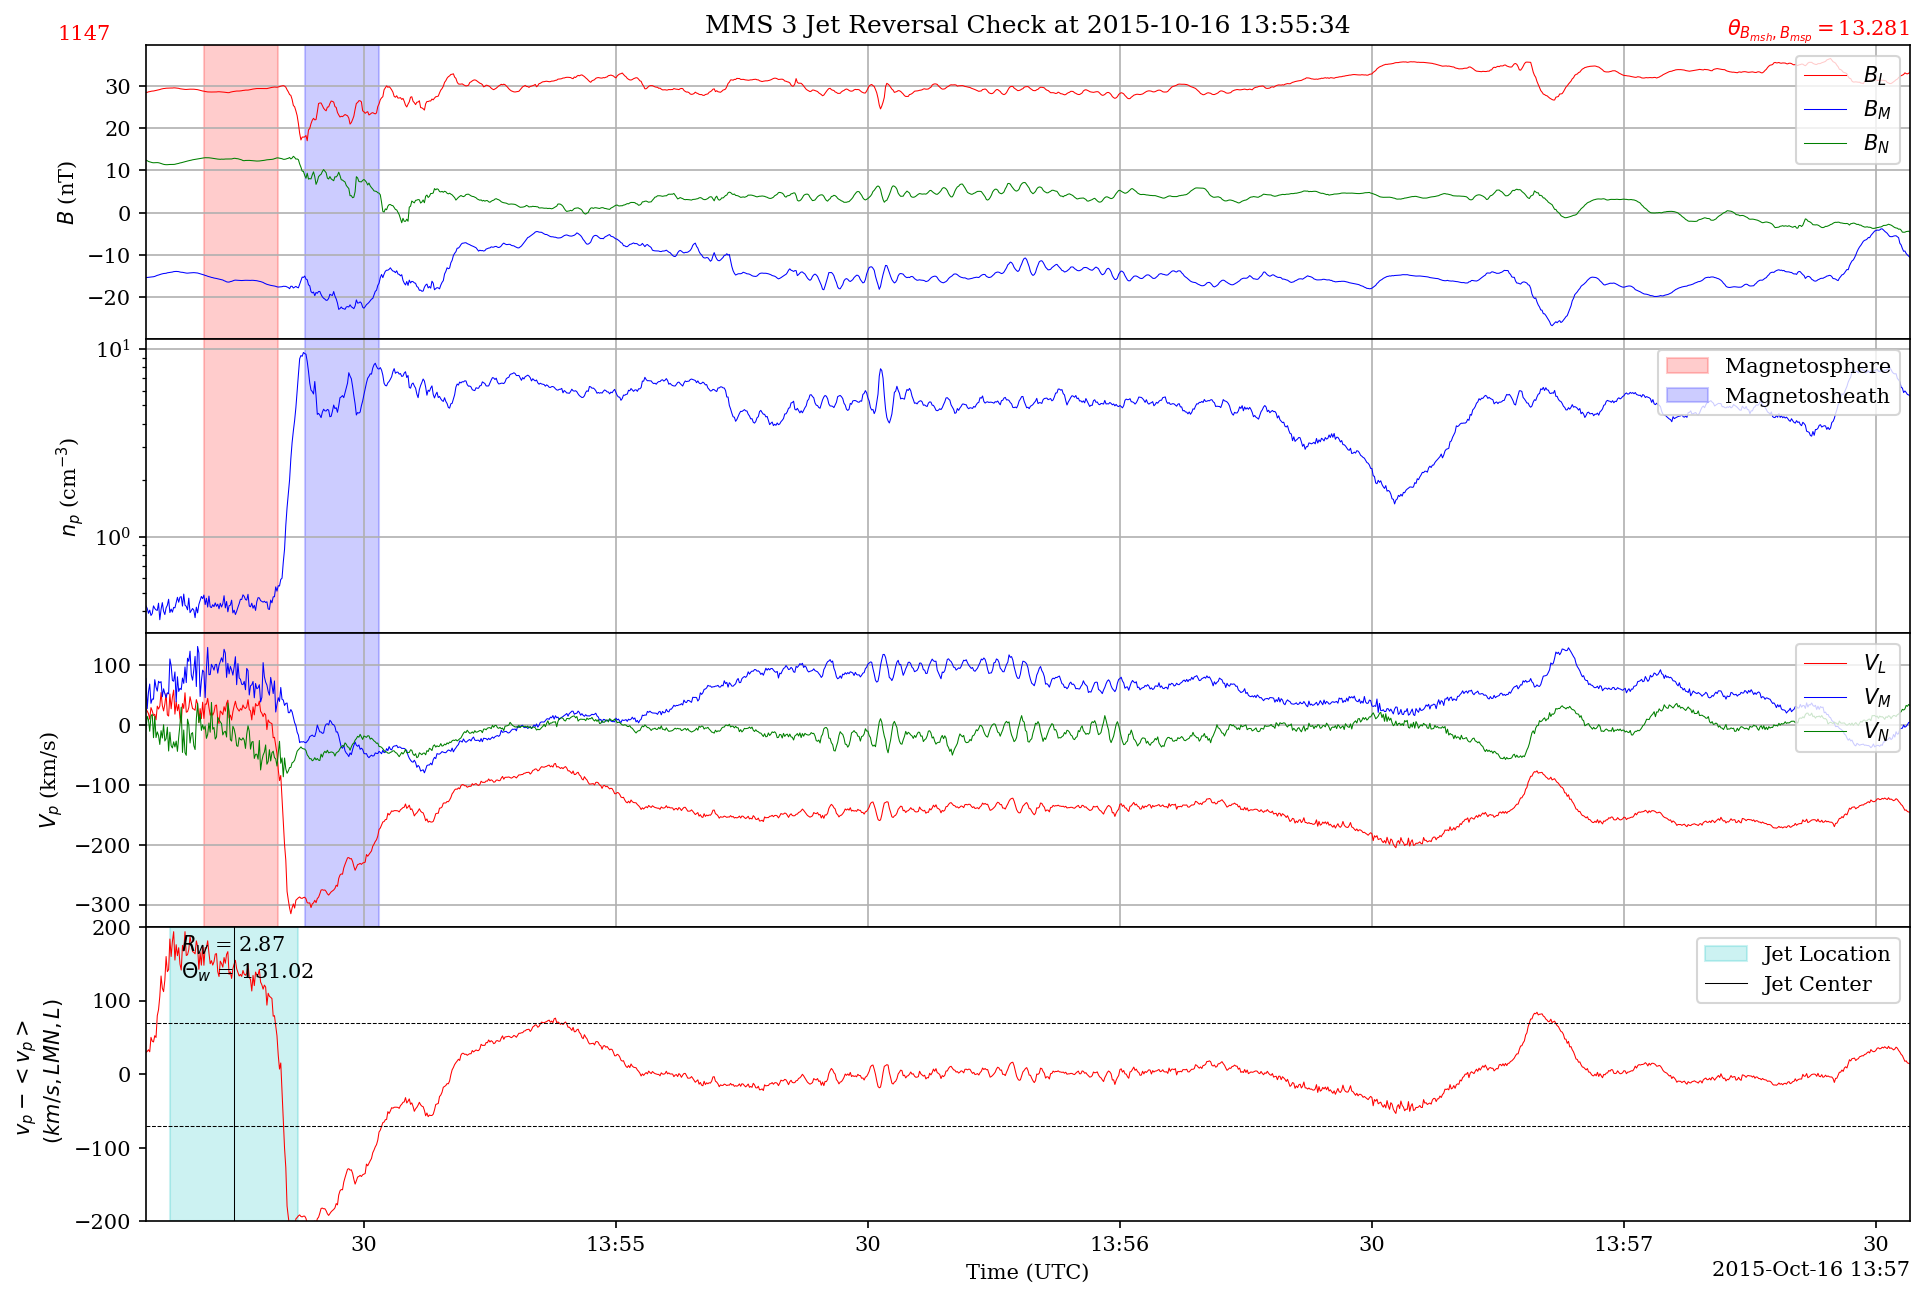 1147
MMS 3 Jet Reversal Check at 2015-10-16 13:55:34
θ_{B_{msh}, B_{msp}} = 13.281
30
20
10
0
−10
−20
B (nT)
B_L
B_M
B_N
10^1
10^0
n_p (cm^{−3})
Magnetosphere
Magnetosheath
100
0
−100
−200
−300
V_p (km/s)
V_L
V_M
V_N
200
100
0
−100
−200
v_p − <v_p>
(km/s, LMN, L)
R_w = 2.87
Θ_w = 131.02
Jet Location
Jet Center
30
13:55
30
13:56
30
13:57
30
Time (UTC)
2015-Oct-16 13:57